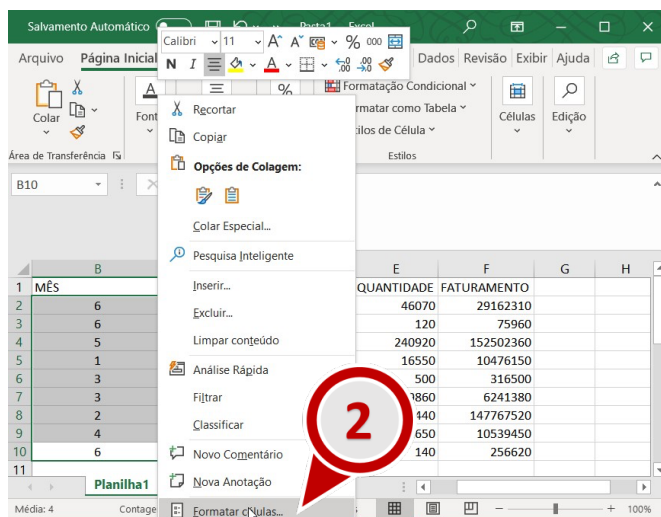 Salvamento Automático
Pasta1 Excel
Calibri 11 A A % 000
N I A
Arquivo Página Inicial Dados Revisão Exibir Ajuda
Colar
Font
%
Formatação Condicional
rmatar como Tabela
tilos de Célula
Células
Edição
Área de Transferência
Estilos
B10
Recortar
Copiar
Opções de Colagem:
Colar Especial...
Pesquisa Inteligente
Inserir...
Excluir...
Limpar conteúdo
Análise Rápida
Filtrar
Classificar
Novo Comentário
Nova Anotação
Formatar células...
2
B E F G H
1 MÊS QUANTIDADE FATURAMENTO
2 6 46070 29162310
3 6 120 75960
4 5 240920 152502360
5 1 16550 10476150
6 3 500 316500
7 3 9860 6241380
8 2 440 147767520
9 4 650 10539450
10 6 140 256620
11
Planilha1
Média: 4 Contage
100%